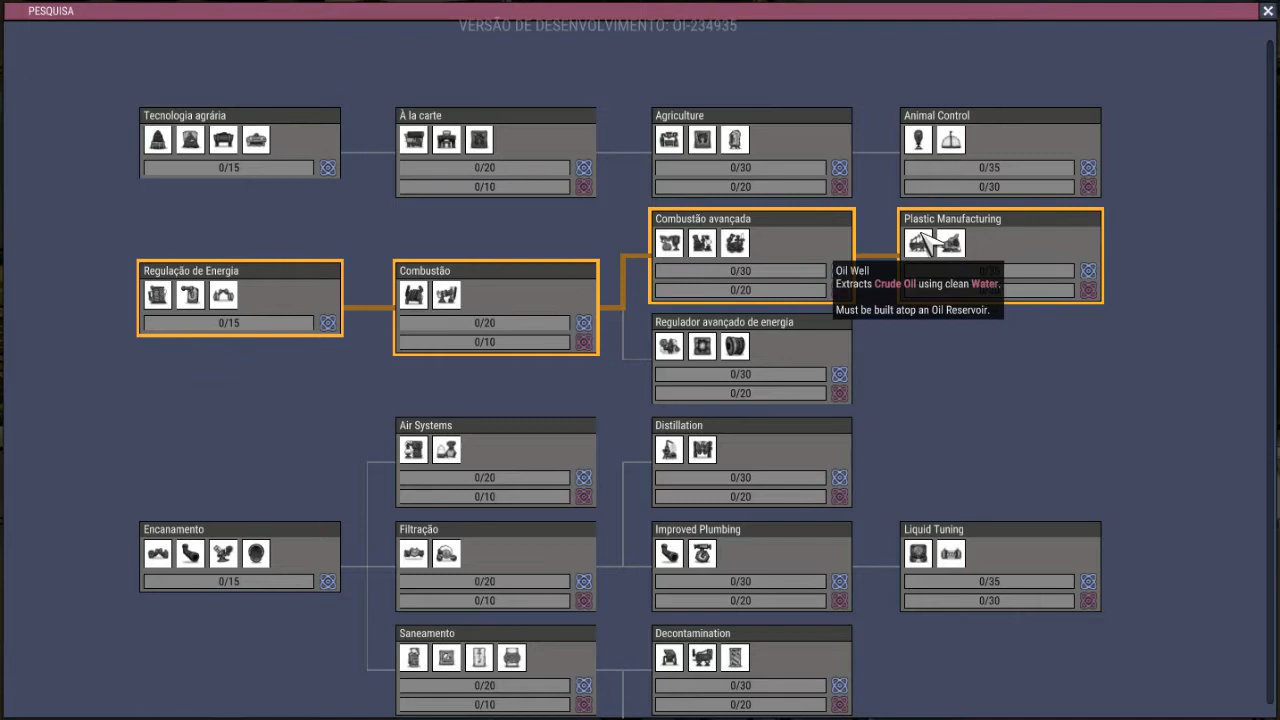 PESQUISA
VERSÃO DE DESENVOLVIMENTO: OI-234935
Tecnologia agrária
0/15
À la carte
0/20
0/10
Agriculture
0/30
0/20
Animal Control
0/35
0/30
Regulação de Energia
0/15
Combustão
0/20
0/10
Combustão avançada
0/30
0/20
Plastic Manufacturing
Oil Well
Extracts Crude Oil using clean Water.
Must be built atop an Oil Reservoir.
Regulador avançado de energia
0/30
0/20
Air Systems
0/20
0/10
Distillation
0/30
0/20
Encanamento
0/15
Filtração
0/20
0/10
Improved Plumbing
0/30
0/20
Liquid Tuning
0/35
0/30
Saneamento
0/20
0/10
Decontamination
0/30
0/20